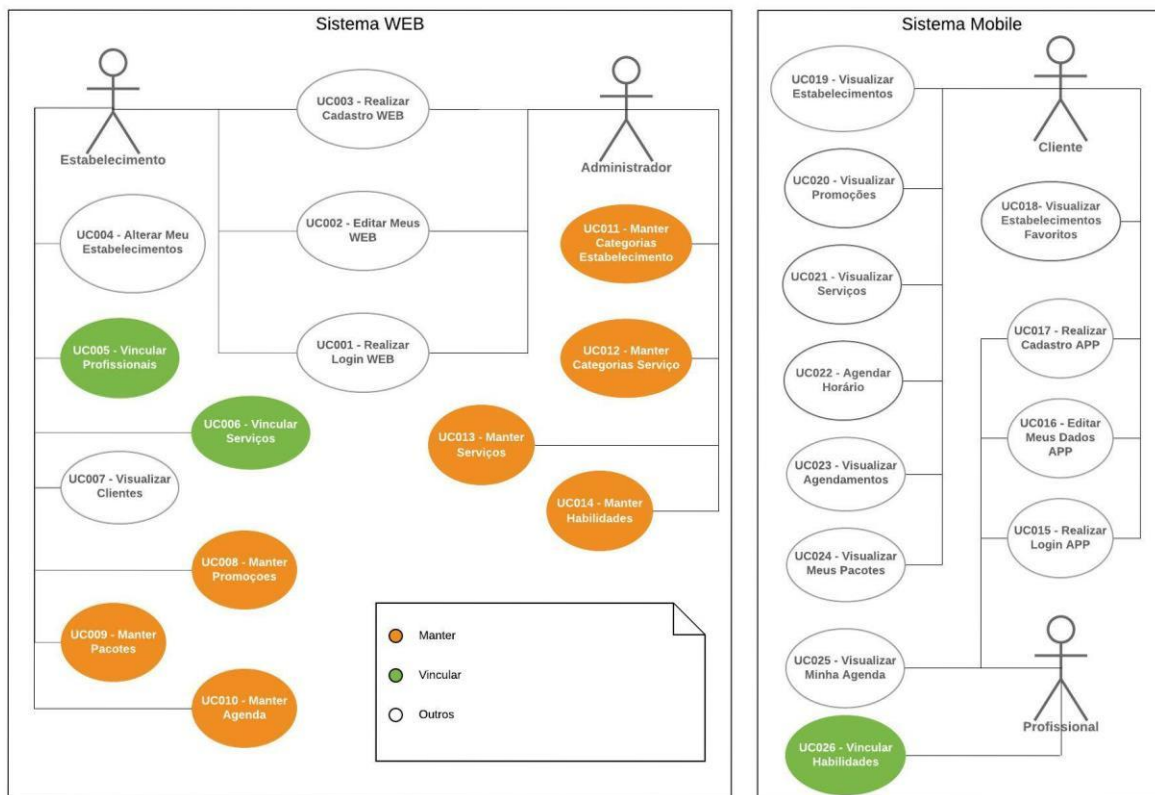 Sistema WEB
Estabelecimento
Administrador
UC003 - Realizar
Cadastro WEB
UC002 - Editar Meus
WEB
UC001 - Realizar
Login WEB
UC004 - Alterar Meu
Estabelecimentos
UC005 - Vincular
Profissionais
UC006 - Vincular
Serviços
UC007 - Visualizar
Clientes
UC008 - Manter
Promoçoes
UC009 - Manter
Pacotes
UC010 - Manter
Agenda
UC011 - Manter
Categorias
Estabelecimento
UC012 - Manter
Categorias Serviço
UC013 - Manter
Serviços
UC014 - Manter
Habilidades
Manter
Vincular
Outros
Sistema Mobile
Cliente
UC019 - Visualizar
Estabelecimentos
UC020 - Visualizar
Promoções
UC021 - Visualizar
Serviços
UC022 - Agendar
Horário
UC023 - Visualizar
Agendamentos
UC024 - Visualizar
Meus Pacotes
UC025 - Visualizar
Minha Agenda
UC026 - Vincular
Habilidades
UC018- Visualizar
Estabelecimentos
Favoritos
UC017 - Realizar
Cadastro APP
UC016 - Editar
Meus Dados
APP
UC015 - Realizar
Login APP
Profissional